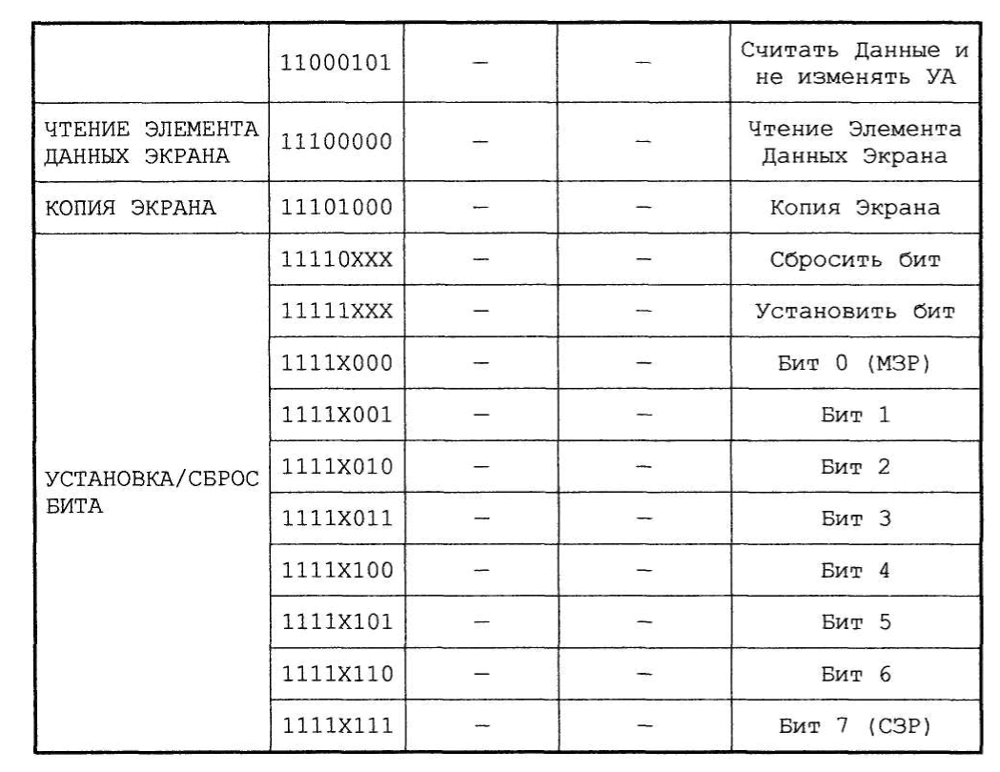 11000101 — — Считать Данные и
не изменять УА
ЧТЕНИЕ ЭЛЕМЕНТА
ДАННЫХ ЭКРАНА 11100000 — — Чтение Элемента
Данных Экрана
КОПИЯ ЭКРАНА 11101000 — — Копия Экрана
УСТАНОВКА/СБРОС
БИТА
11110XXX — — Сбросить бит
11111XXX — — Установить бит
1111X000 — — Бит 0 (МЗР)
1111X001 — — Бит 1
1111X010 — — Бит 2
1111X011 — — Бит 3
1111X100 — — Бит 4
1111X101 — — Бит 5
1111X110 — — Бит 6
1111X111 — — Бит 7 (СЗР)